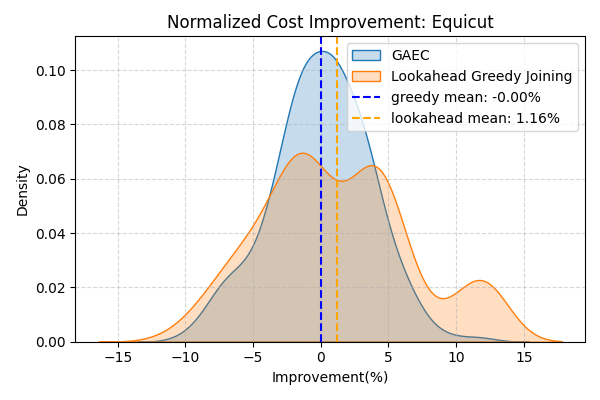 Normalized Cost Improvement: Equicut
GAEC
Lookahead Greedy Joining
greedy mean: -0.00%
lookahead mean: 1.16%
Density
0.10
0.08
0.06
0.04
0.02
0.00
−15 −10 −5 0 5 10 15
Improvement(%)